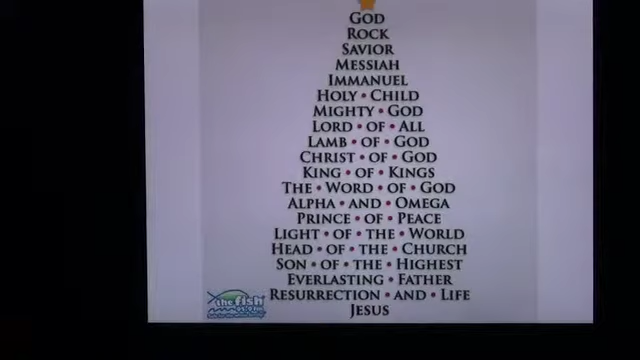 GOD
ROCK
SAVIOR
MESSIAH
IMMANUEL
HOLY • CHILD
MIGHTY • GOD
LORD • OF • ALL
LAMB • OF • GOD
CHRIST • OF • GOD
KING • OF • KINGS
THE • WORD • OF • GOD
ALPHA • AND • OMEGA
PRINCE • OF • PEACE
LIGHT • OF • THE • WORLD
HEAD • OF • THE • CHURCH
SON • OF • THE • HIGHEST
EVERLASTING • FATHER
RESURRECTION • AND • LIFE
JESUS
the fish